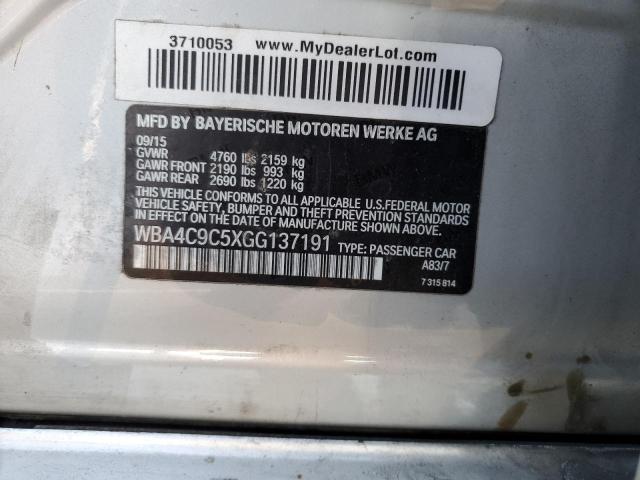 3710053 www.MyDealerLot.com
MFD BY BAYERISCHE MOTOREN WERKE AG
09/15
GVWR 4760 lbs 2159 kg
GAWR FRONT 2190 lbs 993 kg
GAWR REAR 2690 lbs 1220 kg
THIS VEHICLE CONFORMS TO ALL APPLICABLE U.S.FEDERAL MOTOR
VEHICLE SAFETY, BUMPER AND THEFT PREVENTION STANDARDS
IN EFFECT ON THE DATE OF MANUFACTURE SHOWN ABOVE.
WBA4C9C5XGG137191 TYPE: PASSENGER CAR
A83/7
7 315 814